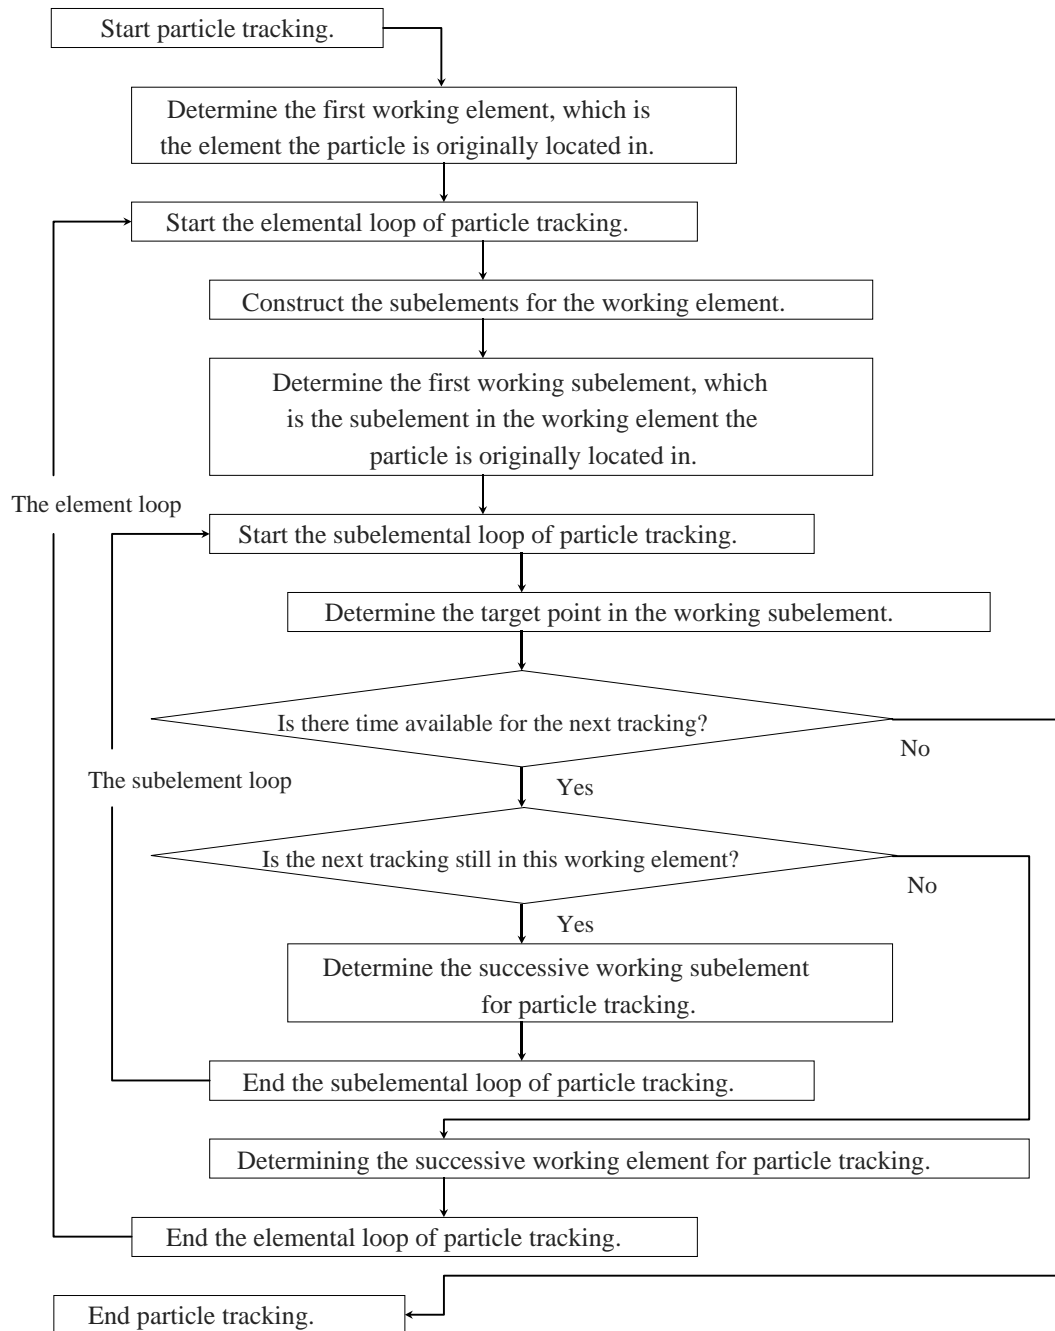 Start particle tracking.
Determine the first working element, which is
the element the particle is originally located in.
Start the elemental loop of particle tracking.
Construct the subelements for the working element.
Determine the first working subelement, which
is the subelement in the working element the
particle is originally located in.
The element loop
Start the subelemental loop of particle tracking.
Determine the target point in the working subelement.
Is there time available for the next tracking?
No
The subelement loop
Yes
Is the next tracking still in this working element?
No
Yes
Determine the successive working subelement
for particle tracking.
End the subelemental loop of particle tracking.
Determining the successive working element for particle tracking.
End the elemental loop of particle tracking.
End particle tracking.